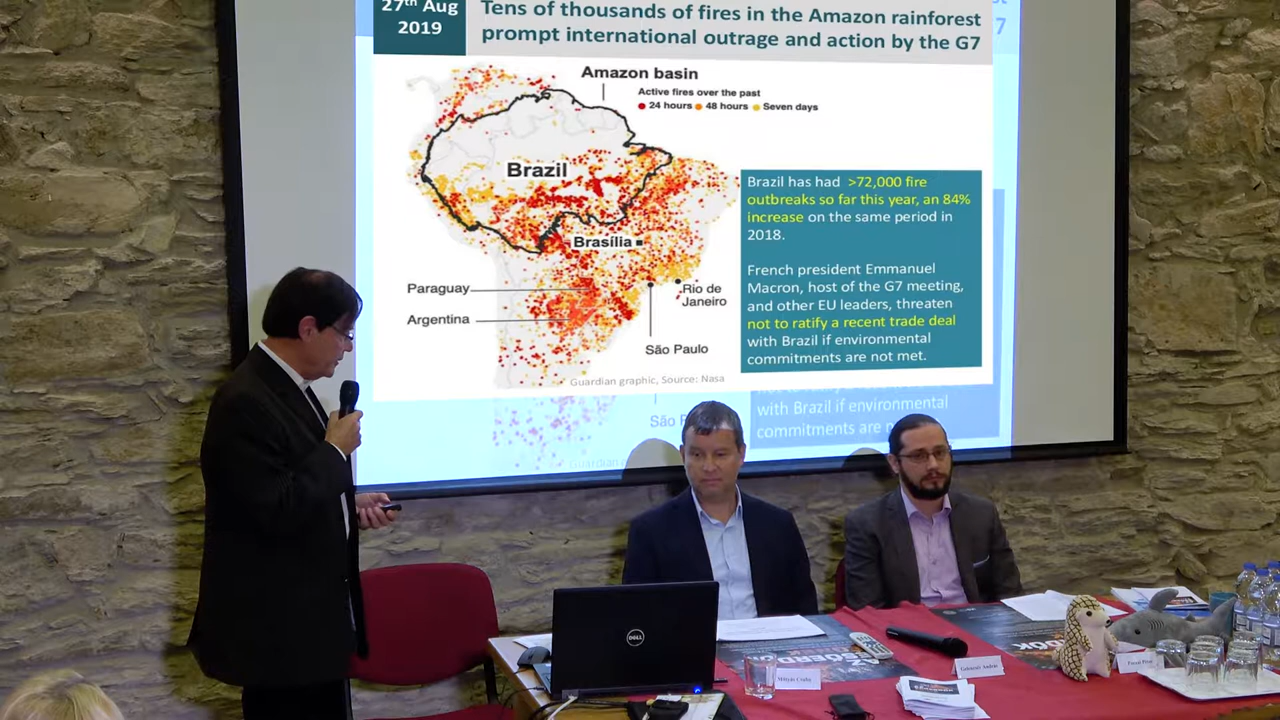 27th Aug
2019
Tens of thousands of fires in the Amazon rainforest
prompt international outrage and action by the G7
Amazon basin
Active fires over the past
24 hours 48 hours Seven days
Brazil
Brasília
Paraguay
Argentina
Rio de
Janeiro
São Paulo
Guardian graphic, Source: Nasa
Brazil has had >72,000 fire
outbreaks so far this year, an 84%
increase on the same period in
2018.
French president Emmanuel
Macron, host of the G7 meeting,
and other EU leaders, threaten
not to ratify a recent trade deal
with Brazil if environmental
commitments are not met.
7
with Brazil if environmental
commitments are
São
DELL